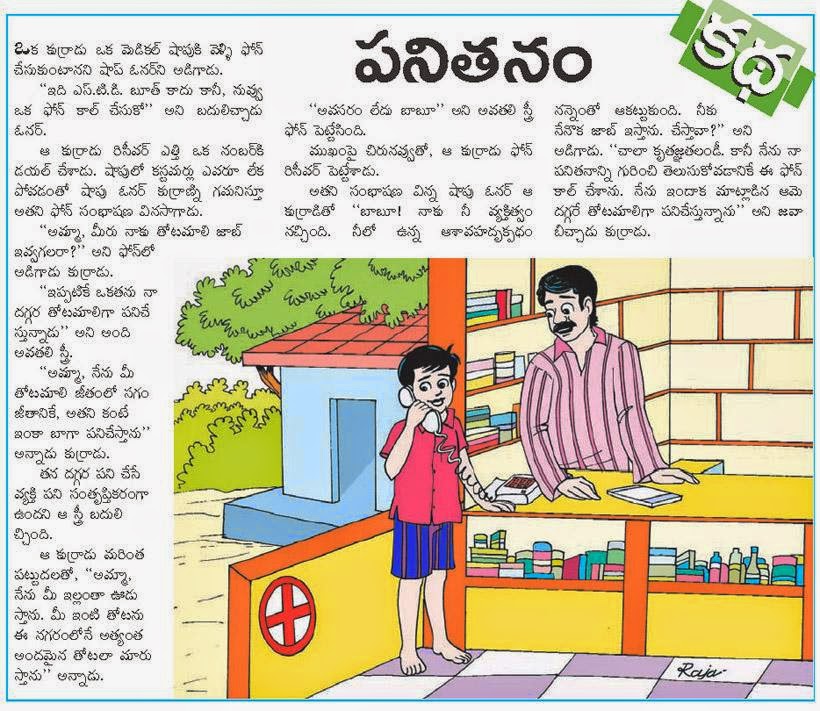 కథ
పనితనం
ఒక కుర్రాడు ఒక మెడికల్ షాపుకి వెళ్ళి ఫోన్
చేసుకుంటానని షాప్ ఓనర్‌ని అడిగాడు.
‘‘ఇది ఎస్.టి.డి. బూత్ కాదు కానీ, నువ్వు
ఒక ఫోన్ కాల్ చేసుకో’’ అని బదులిచ్చాడు
ఓనర్.
ఆ కుర్రాడు రిసీవర్ ఎత్తి ఒక నంబర్‌కి
డయల్ చేశాడు. షాపులో కస్టమర్లు ఎవరూ లేక
పోవడంతో షాపు ఓనర్ కుర్రాణ్ని గమనిస్తూ
అతని ఫోన్ సంభాషణ వినసాగాడు.
‘‘అమ్మా, మీరు నాకు తోటమాలి జాబ్
ఇవ్వగలరా?’’ అని ఫోన్‌లో
అడిగాడు కుర్రాడు.
‘‘ఇప్పటికే ఒకతను నా
దగ్గర తోటమాలిగా పనిచే
స్తున్నాడు’’ అని అంది
అవతలి స్త్రీ.
‘‘అమ్మా, నేను మీ
తోటమాలి జీతంలో సగం
జీతానికే, అతని కంటే
ఇంకా బాగా పనిచేస్తాను’’
అన్నాడు కుర్రాడు.
తన దగ్గర పని చేసే
వ్యక్తి పని సంతృప్తికరంగా
ఉందని ఆ స్త్రీ బదులి
చ్చింది.
ఆ కుర్రాడు మరింత
పట్టుదలతో, ‘‘అమ్మా,
నేను మీ ఇల్లంతా ఊడు
స్తాను. మీ ఇంటి తోటను
ఈ నగరంలోనే అత్యంత
అందమైన తోటలా మారు
స్తాను’’ అన్నాడు.
‘‘అవసరం లేదు బాబూ’’ అని అవతలి స్త్రీ
ఫోన్ పెట్టేసింది.
ముఖంపై చిరునవ్వుతో, ఆ కుర్రాడు ఫోన్
రిసీవర్ పెట్టేశాడు.
అతని సంభాషణ విన్న షాపు ఓనర్ ఆ
కుర్రాడితో ‘‘బాబూ! నాకు నీ వ్యక్తిత్వం
నచ్చింది. నీలో ఉన్న ఆశావహదృక్పథం
నన్నెంతో ఆకట్టుకుంది. నీకు
నేనొక జాబ్ ఇస్తాను. చేస్తావా?’’ అని
అడిగాడు. ‘‘చాలా కృతజ్ఞతలండీ. కానీ నేను నా
పనితనాన్ని గురించి తెలుసుకోవడానికే ఈ ఫోన్
కాల్ చేశాను. నేను ఇందాక మాట్లాడిన ఆమె
దగ్గరే తోటమాలిగా పనిచేస్తున్నాను’’ అని జవా
బిచ్చాడు కుర్రాడు.
Raja